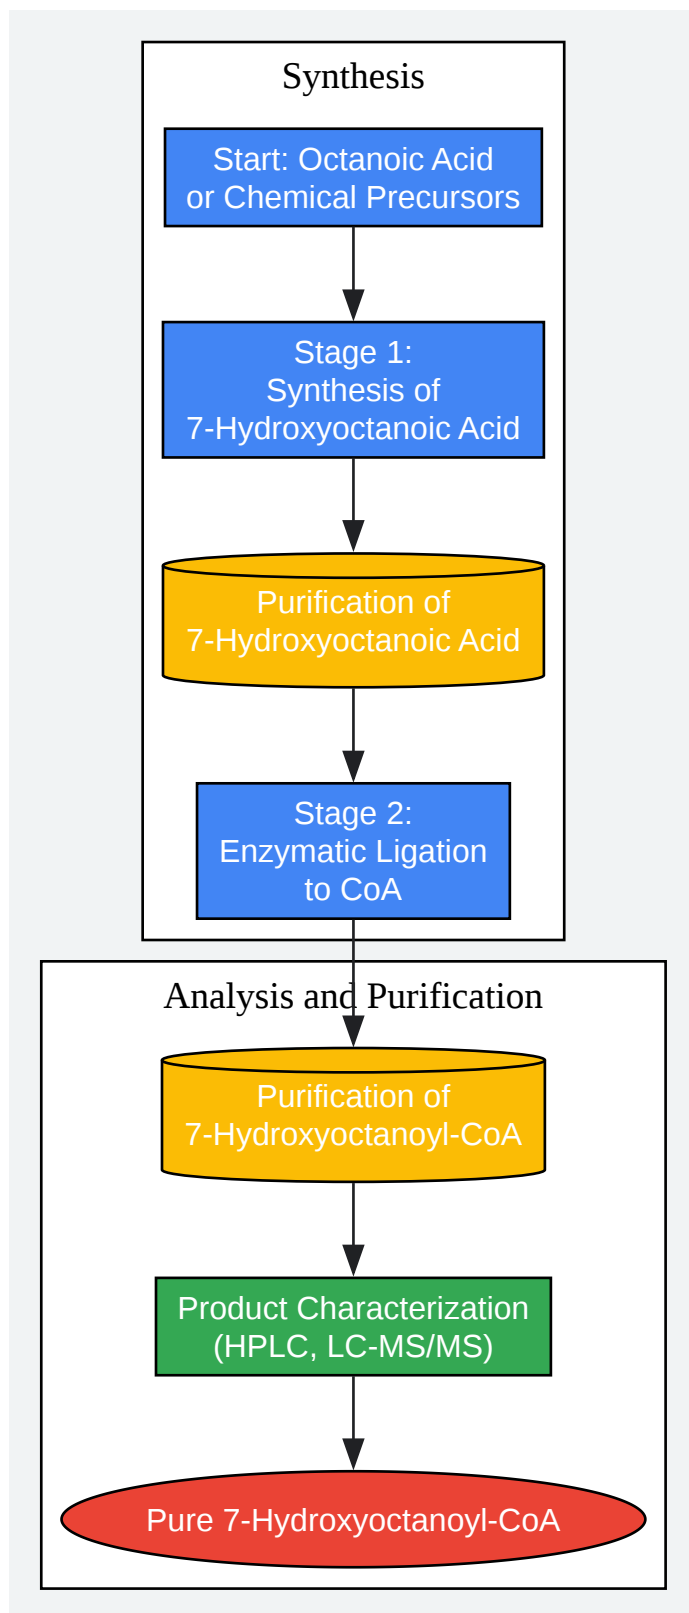 Synthesis
Start: Octanoic Acid
or Chemical Precursors
Stage 1:
Synthesis of
7-Hydroxyoctanoic Acid
Purification of
7-Hydroxyoctanoic Acid
Stage 2:
Enzymatic Ligation
to CoA
Analysis and Purification
Purification of
7-Hydroxyoctanoyl-CoA
Product Characterization
(HPLC, LC-MS/MS)
Pure 7-Hydroxyoctanoyl-CoA